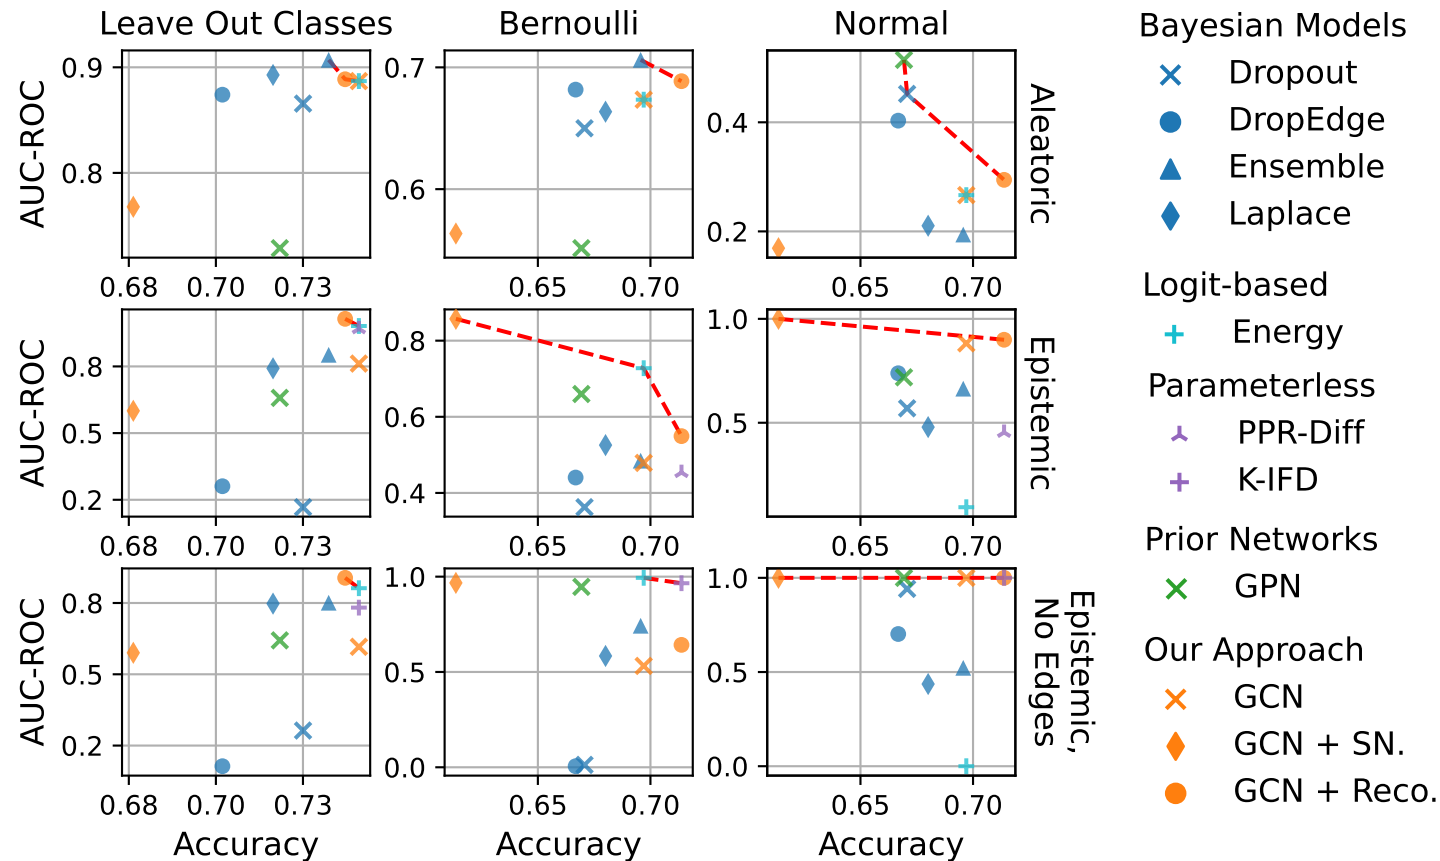 Leave Out Classes
Bernoulli
Normal
AUC-ROC
0.9
0.8
0.68
0.70
0.73
0.7
0.6
0.65
0.70
0.4
0.2
0.65
0.70
Aleatoric
AUC-ROC
0.8
0.5
0.2
0.68
0.70
0.73
0.8
0.6
0.4
0.65
0.70
1.0
0.5
0.65
0.70
Epistemic
AUC-ROC
0.8
0.5
0.2
0.68
0.70
0.73
Accuracy
1.0
0.5
0.0
0.65
0.70
Accuracy
1.0
0.5
0.0
0.65
0.70
Accuracy
Epistemic,
No Edges
Bayesian Models
Dropout
DropEdge
Ensemble
Laplace
Logit-based
Energy
Parameterless
PPR-Diff
K-IFD
Prior Networks
GPN
Our Approach
GCN
GCN + SN.
GCN + Reco.